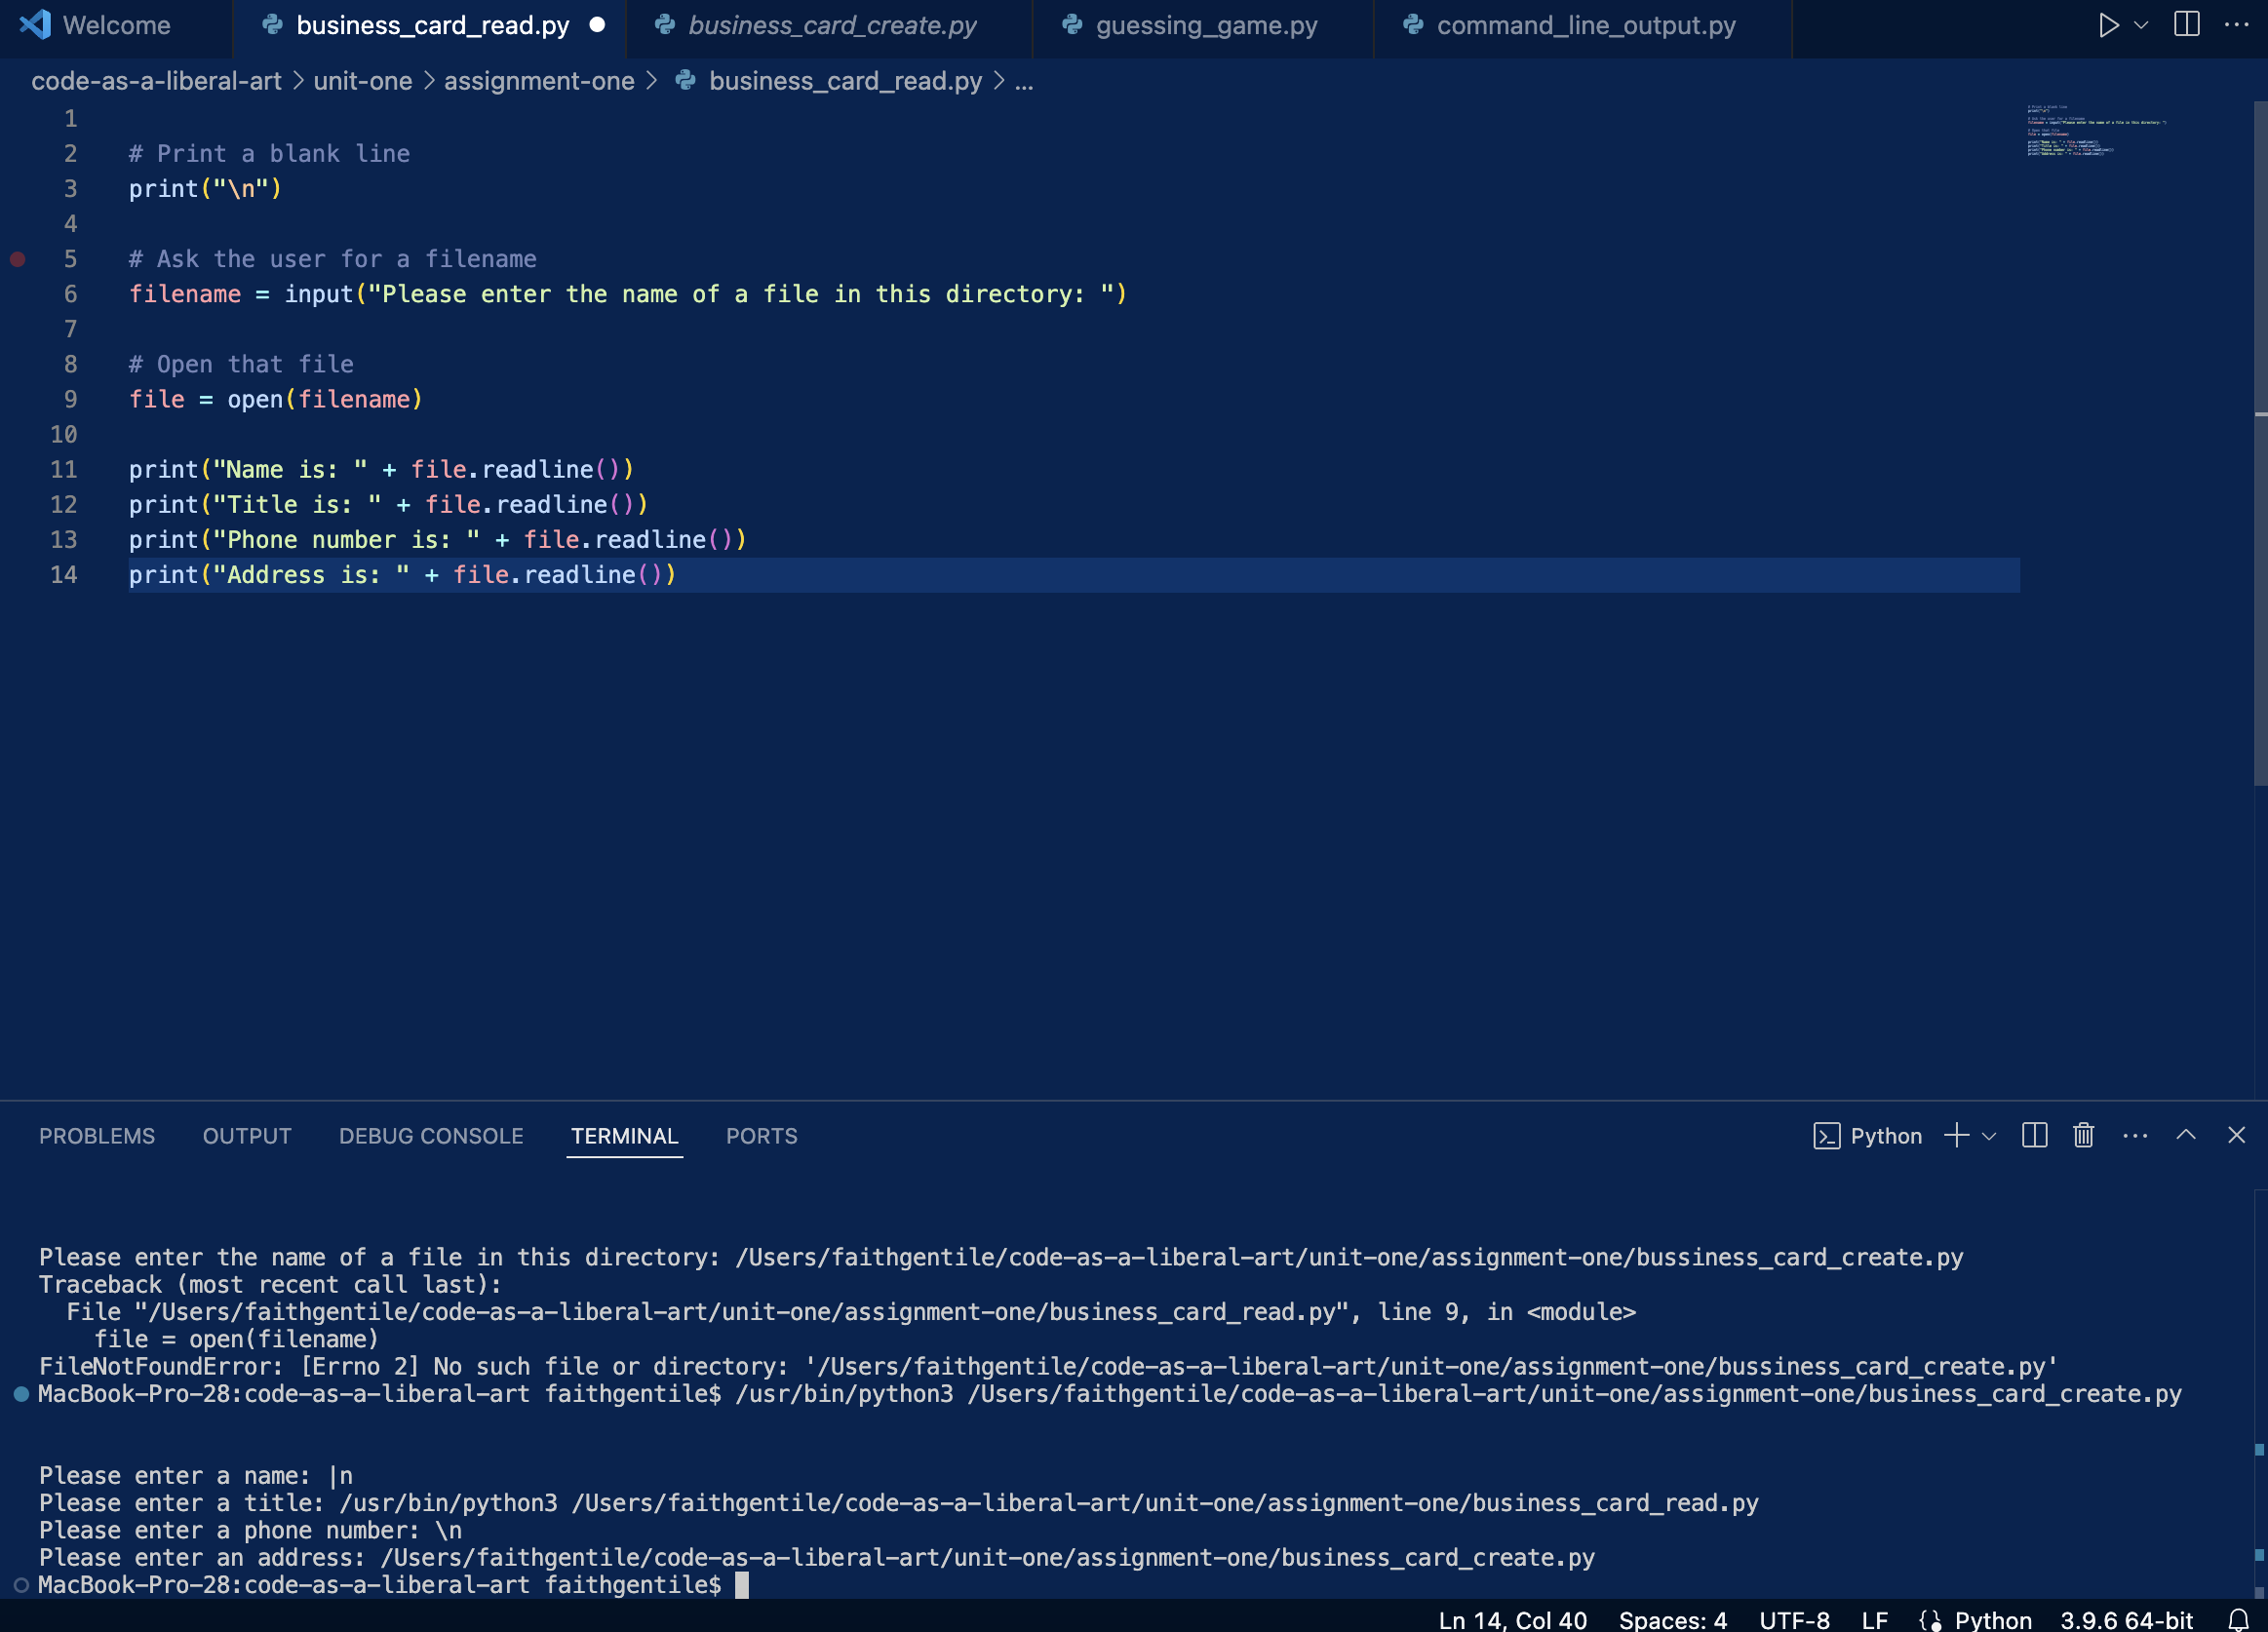 Welcome business_card_read.py business_card_create.py guessing_game.py command_line_output.py
code-as-a-liberal-art > unit-one > assignment-one > business_card_read.py > ...
1
2 # Print a blank line
3 print("\n")
4
5 # Ask the user for a filename
6 filename = input("Please enter the name of a file in this directory: ")
7
8 # Open that file
9 file = open(filename)
10
11 print("Name is: " + file.readline())
12 print("Title is: " + file.readline())
13 print("Phone number is: " + file.readline())
14 print("Address is: " + file.readline())
PROBLEMS OUTPUT DEBUG CONSOLE TERMINAL PORTS Python
Please enter the name of a file in this directory: /Users/faithgentile/code-as-a-liberal-art/unit-one/assignment-one/bussiness_card_create.py
Traceback (most recent call last):
File "/Users/faithgentile/code-as-a-liberal-art/unit-one/assignment-one/business_card_read.py", line 9, in <module>
file = open(filename)
FileNotFoundError: [Errno 2] No such file or directory: '/Users/faithgentile/code-as-a-liberal-art/unit-one/assignment-one/bussiness_card_create.py'
MacBook-Pro-28:code-as-a-liberal-art faithgentile$ /usr/bin/python3 /Users/faithgentile/code-as-a-liberal-art/unit-one/assignment-one/business_card_create.py
Please enter a name: |n
Please enter a title: /usr/bin/python3 /Users/faithgentile/code-as-a-liberal-art/unit-one/assignment-one/business_card_read.py
Please enter a phone number: \n
Please enter an address: /Users/faithgentile/code-as-a-liberal-art/unit-one/assignment-one/business_card_create.py
MacBook-Pro-28:code-as-a-liberal-art faithgentile$
Ln 14, Col 40 Spaces: 4 UTF-8 LF Python 3.9.6 64-bit